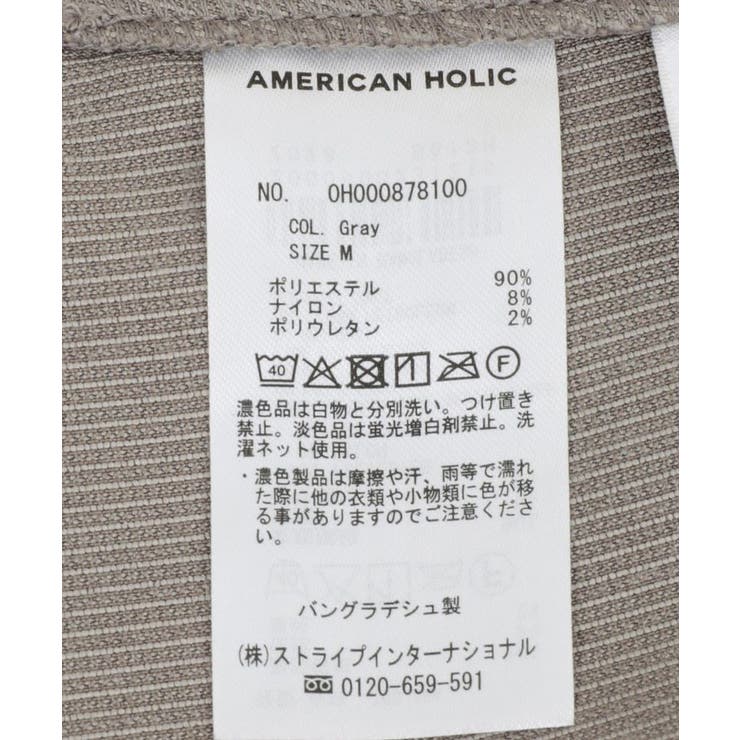 AMERICAN HOLIC
NO. 0H000878100
COL. Gray
SIZE M
ポリエステル 90%
ナイロン 8%
ポリウレタン 2%
40 F
濃色品は白物と分別洗い。つけ置き
禁止。淡色品は蛍光増白剤禁止。洗
濯ネット使用。
・濃色製品は摩擦や汗、雨等で濡れ
た際に他の衣類や小物類に色が移
る事がありますのでご注意くださ
い。
バングラデシュ製
(株)ストライプインターナショナル
0120-659-591